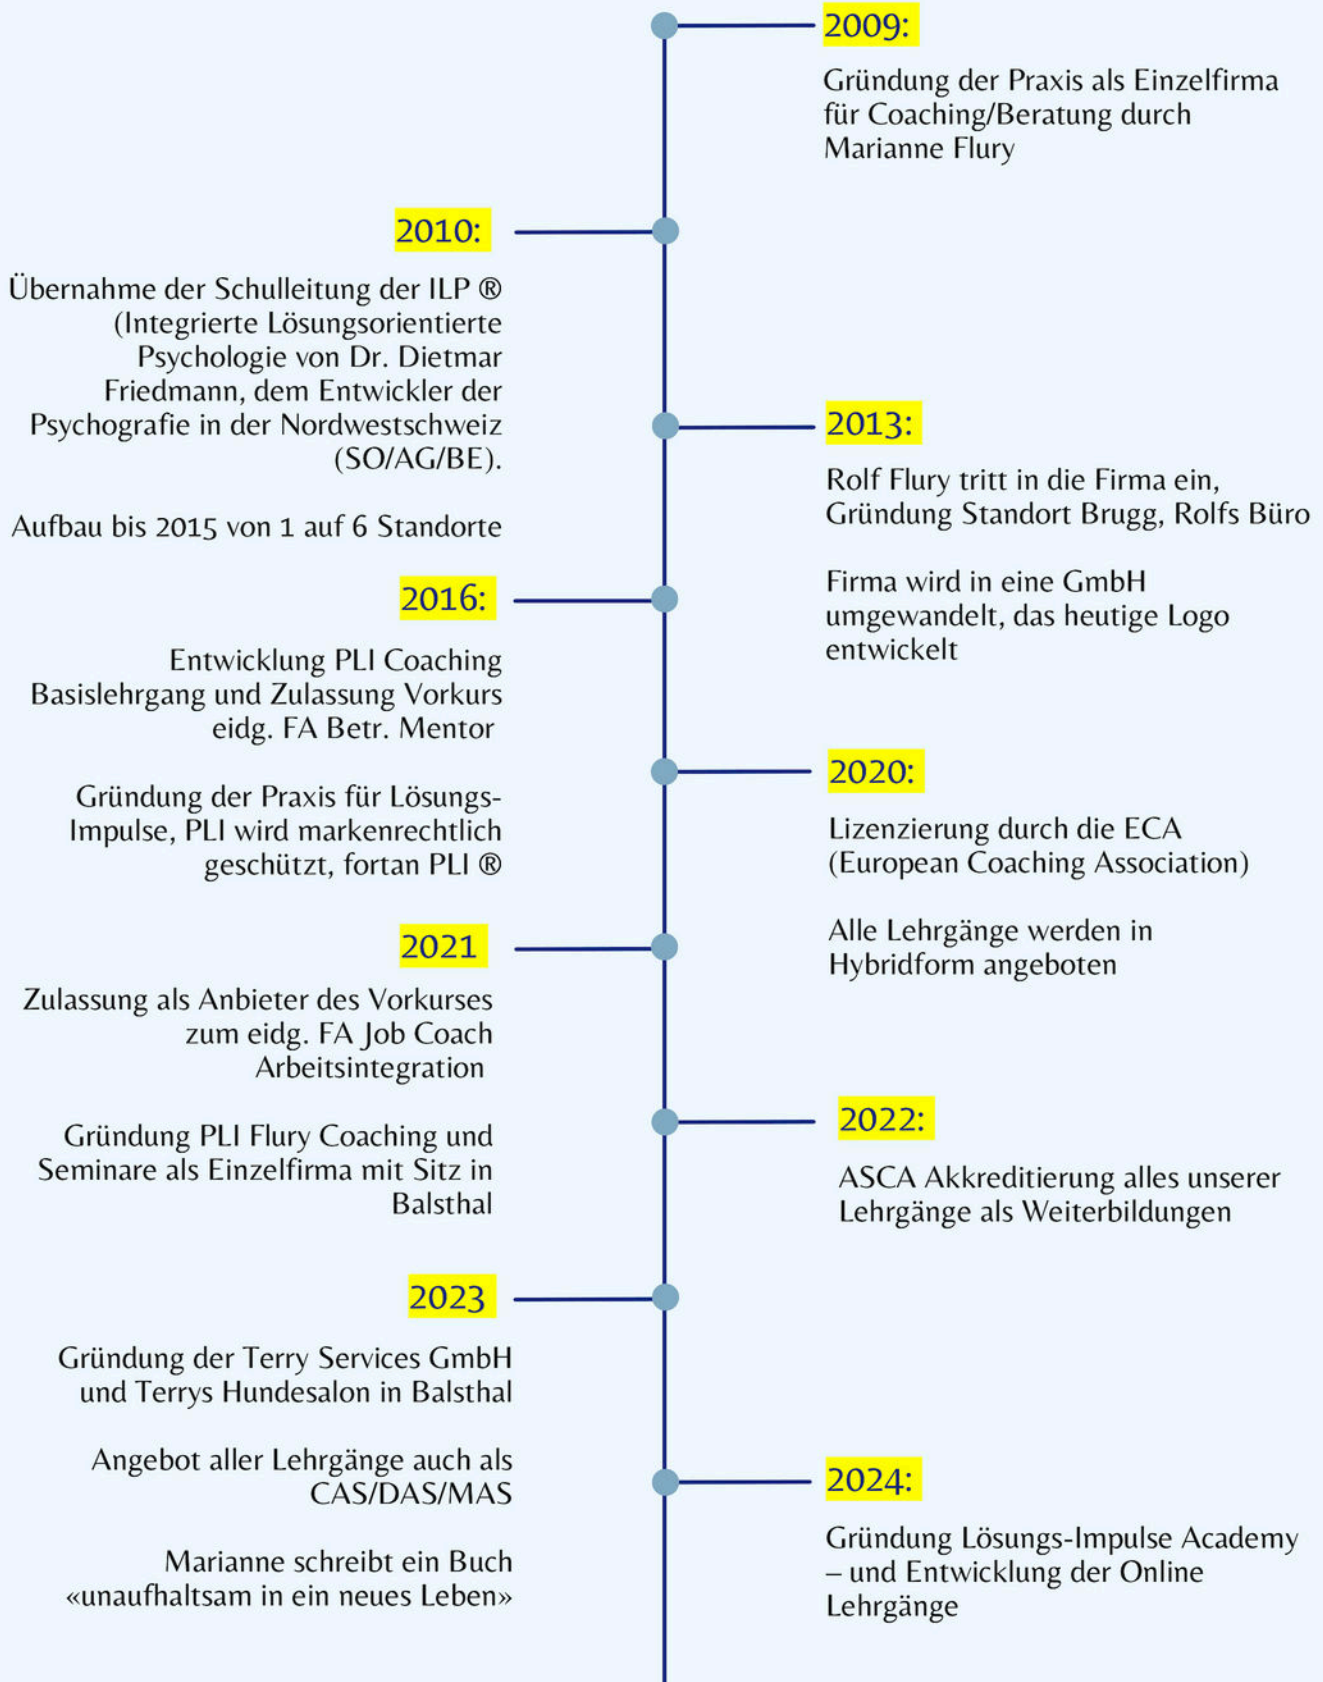 2009:
Gründung der Praxis als Einzelfirma
für Coaching/Beratung durch
Marianne Flury
2010:
Übernahme der Schulleitung der ILP ®
(Integrierte Lösungsorientierte
Psychologie von Dr. Dietmar
Friedmann, dem Entwickler der
Psychografie in der Nordwestschweiz
(SO/AG/BE).
Aufbau bis 2015 von 1 auf 6 Standorte
2013:
Rolf Flury tritt in die Firma ein,
Gründung Standort Brugg, Rolfs Büro
Firma wird in eine GmbH
umgewandelt, das heutige Logo
entwickelt
2016:
Entwicklung PLI Coaching
Basislehrgang und Zulassung Vorkurs
eidg. FA Betr. Mentor
Gründung der Praxis für Lösungs-
Impulse, PLI wird markenrechtlich
geschützt, fortan PLI ®
2020:
Lizenzierung durch die ECA
(European Coaching Association)
Alle Lehrgänge werden in
Hybridform angeboten
2021
Zulassung als Anbieter des Vorkurses
zum eidg. FA Job Coach
Arbeitsintegration
Gründung PLI Flury Coaching und
Seminare als Einzelfirma mit Sitz in
Balsthal
2022:
ASCA Akkreditierung alles unserer
Lehrgänge als Weiterbildungen
2023
Gründung der Terry Services GmbH
und Terrys Hundesalon in Balsthal
Angebot aller Lehrgänge auch als
CAS/DAS/MAS
Marianne schreibt ein Buch
«unaufhaltsam in ein neues Leben»
2024:
Gründung Lösungs-Impulse Academy
– und Entwicklung der Online
Lehrgänge